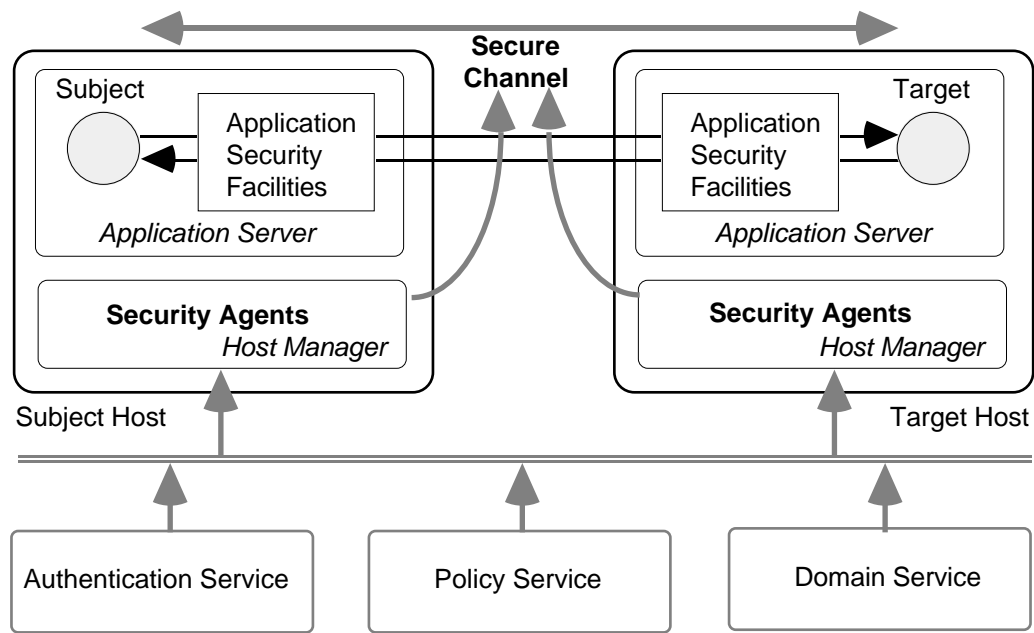 Secure
Channel
Subject
Target
Application
Security
Facilities
Application
Security
Facilities
Application Server
Application Server
Security Agents
Host Manager
Security Agents
Host Manager
Subject Host
Target Host
Authentication Service
Policy Service
Domain Service